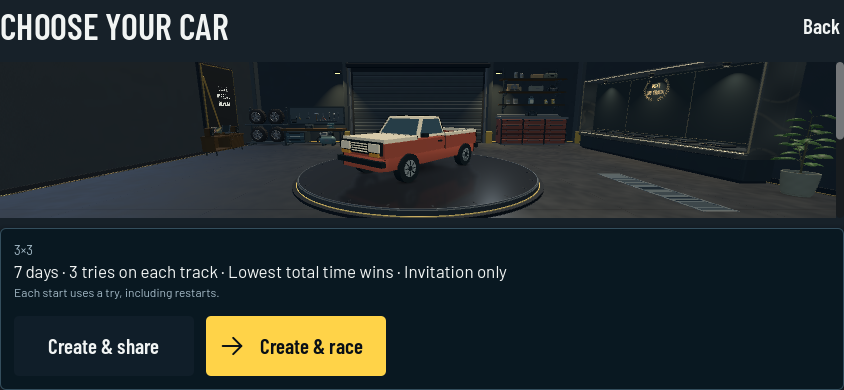 CHOOSE YOUR CAR
Back
3×3
7 days · 3 tries on each track · Lowest total time wins · Invitation only
Each start uses a try, including restarts.
Create & share
→ Create & race